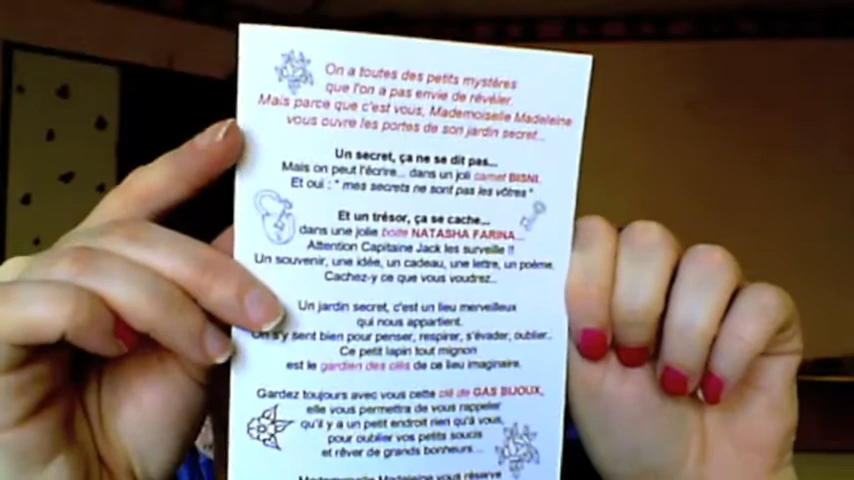 On a toutes des petits mystères
que l'on a pas envie de révéler.
Mais parce que c'est vous, Mademoiselle Madeleine
vous ouvre les portes de son jardin secret...
Un secret, ça ne se dit pas...
Mais on peut l'écrire... dans un joli carnet BISNI.
Et oui : " mes secrets ne sont pas les vôtres "
Et un trésor, ça se cache...
dans une jolie boite NATASHA FARINA...
Attention Capitaine Jack les surveille !!
Un souvenir, une idée, un cadeau, une lettre, un poème,
Cachez-y ce que vous voudrez..
Un jardin secret, c'est un lieu merveilleux
qui nous appartient.
On s'y sent bien pour penser, respirer, s'évader, oublier..
Ce petit lapin tout mignon
est le gardien des clés de ce lieu imaginaire.
Gardez toujours avec vous cette clé de GAS BIJOUX,
elle vous permettra de vous rappeler
qu'il y a un petit endroit rien qu'à vous,
pour oublier vos petits soucis
et rêver de grands bonheurs...
Mademoiselle Madeleine vous réserve